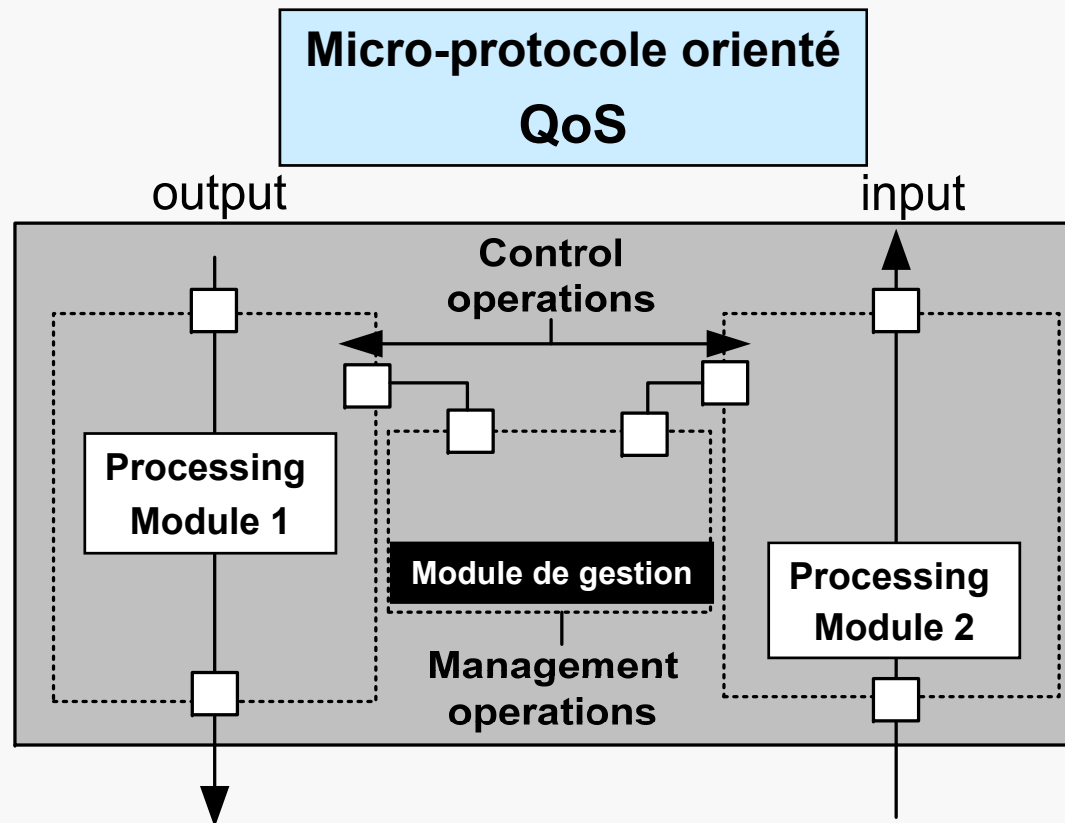 Micro-protocole orienté
QoS
output
input
Control
operations
Processing
Module 1
Module de gestion
Processing
Module 2
Management
operations